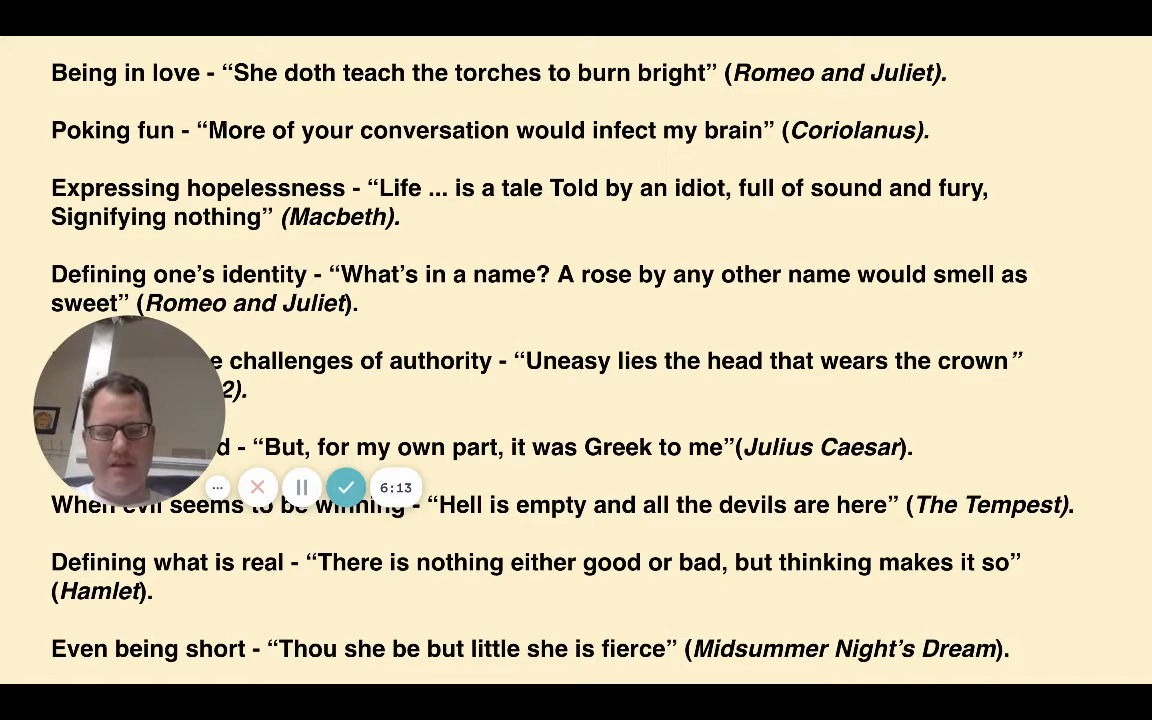 Being in love - “She doth teach the torches to burn bright” (Romeo and Juliet).
Poking fun - “More of your conversation would infect my brain” (Coriolanus).
Expressing hopelessness - “Life ... is a tale Told by an idiot, full of sound and fury,
Signifying nothing” (Macbeth).
Defining one’s identity - “What’s in a name? A rose by any other name would smell as
sweet” (Romeo and Juliet).
challenges of authority - “Uneasy lies the head that wears the crown”
2).
- “But, for my own part, it was Greek to me”(Julius Caesar).
6:13
When evil seems to be winning - “Hell is empty and all the devils are here” (The Tempest).
Defining what is real - “There is nothing either good or bad, but thinking makes it so”
(Hamlet).
Even being short - “Thou she be but little she is fierce” (Midsummer Night’s Dream).